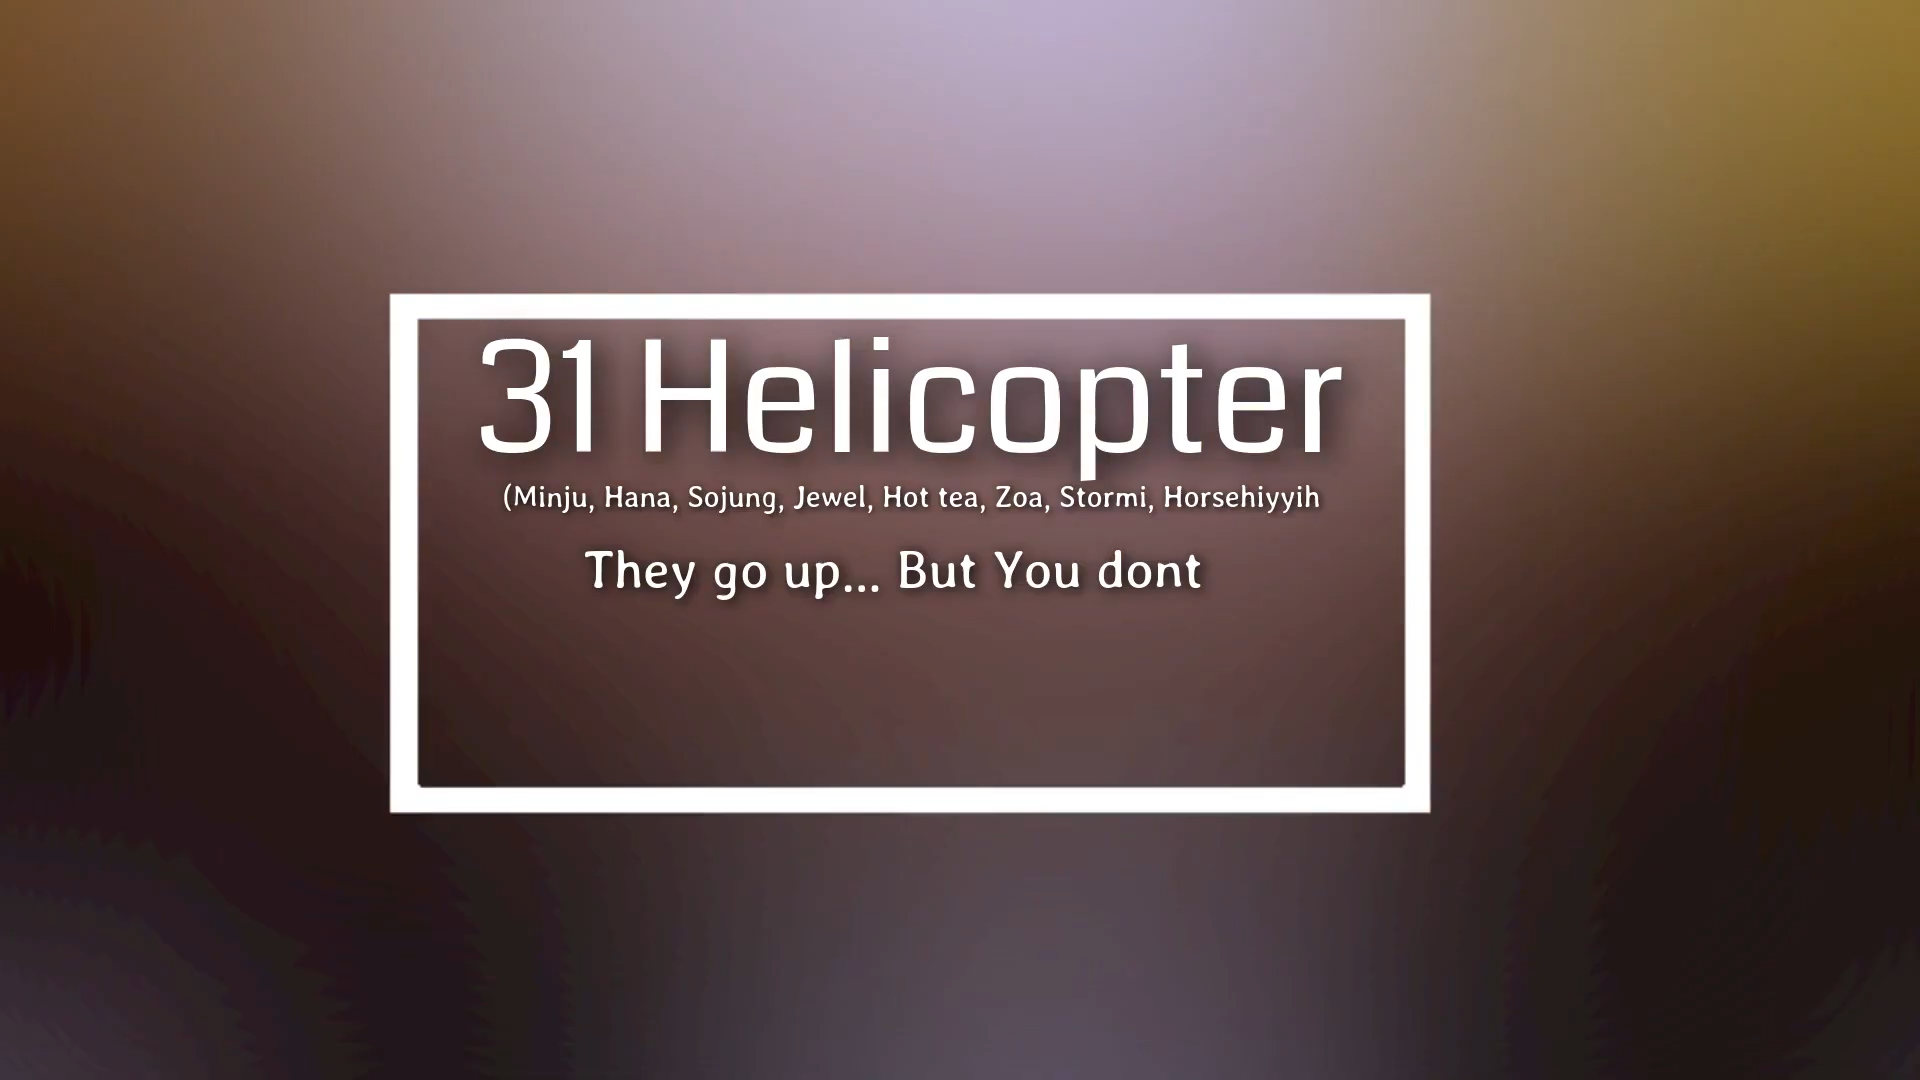 31 Helicopter
(Minju, Hana, Sojung, Jewel, Hot tea, Zoa, Stormi, Horsehiyyih
They go up... But You dont